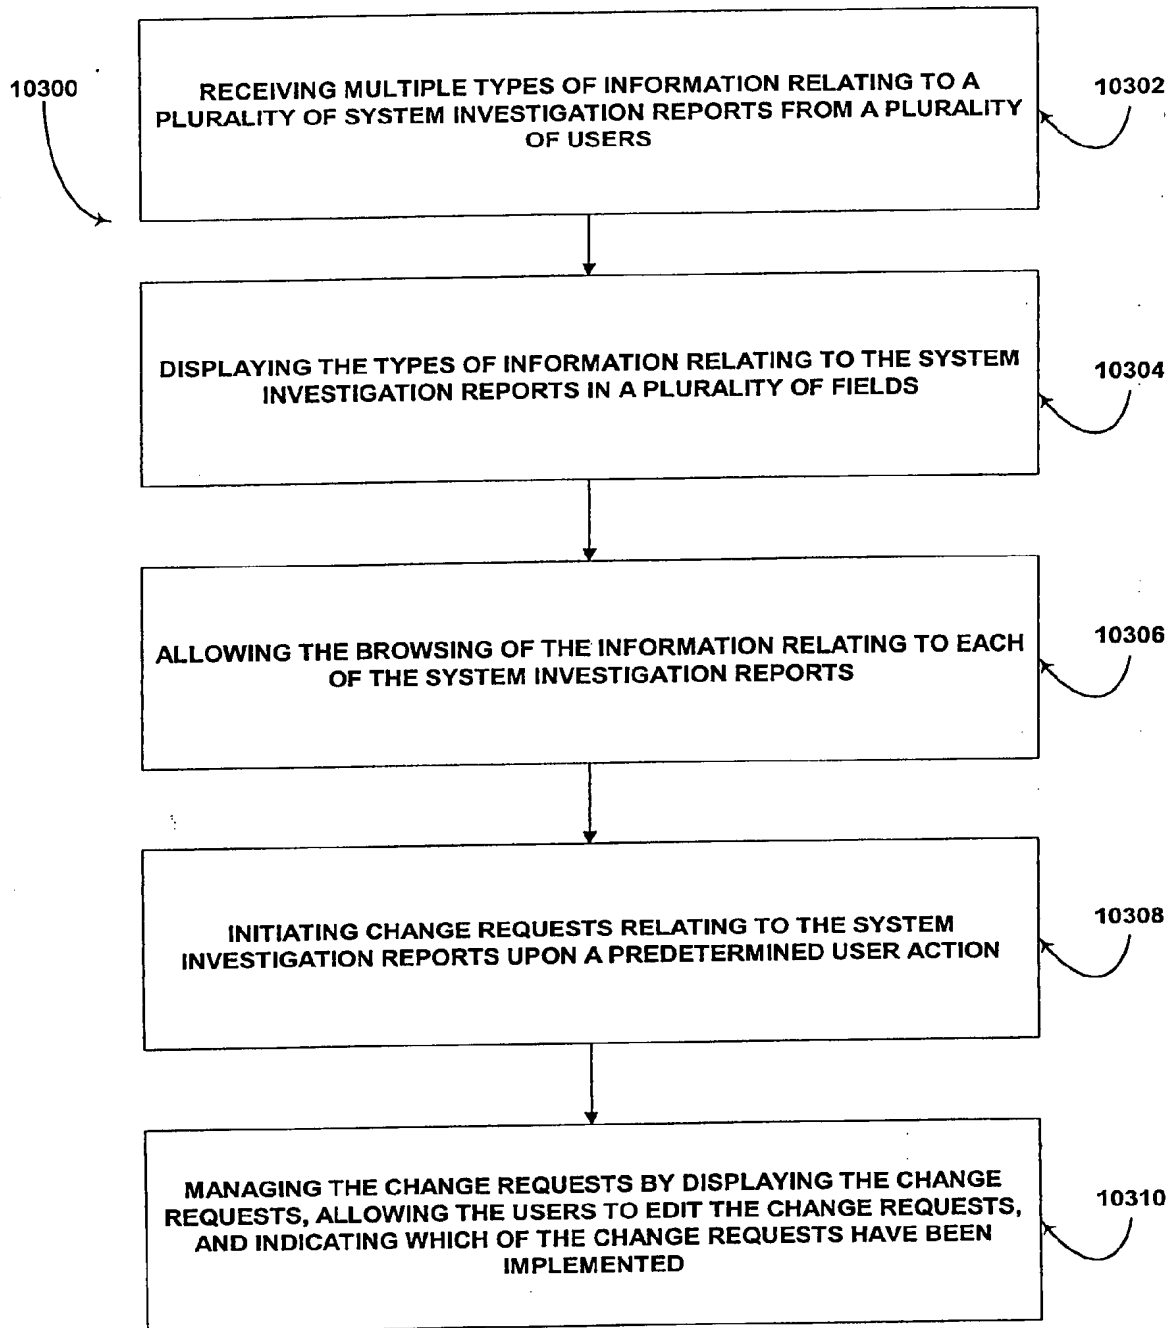 10300
RECEIVING MULTIPLE TYPES OF INFORMATION RELATING TO A
PLURALITY OF SYSTEM INVESTIGATION REPORTS FROM A PLURALITY
OF USERS
10302
DISPLAYING THE TYPES OF INFORMATION RELATING TO THE SYSTEM
INVESTIGATION REPORTS IN A PLURALITY OF FIELDS
10304
ALLOWING THE BROWSING OF THE INFORMATION RELATING TO EACH
OF THE SYSTEM INVESTIGATION REPORTS
10306
INITIATING CHANGE REQUESTS RELATING TO THE SYSTEM
INVESTIGATION REPORTS UPON A PREDETERMINED USER ACTION
10308
MANAGING THE CHANGE REQUESTS BY DISPLAYING THE CHANGE
REQUESTS, ALLOWING THE USERS TO EDIT THE CHANGE REQUESTS,
AND INDICATING WHICH OF THE CHANGE REQUESTS HAVE BEEN
IMPLEMENTED
10310